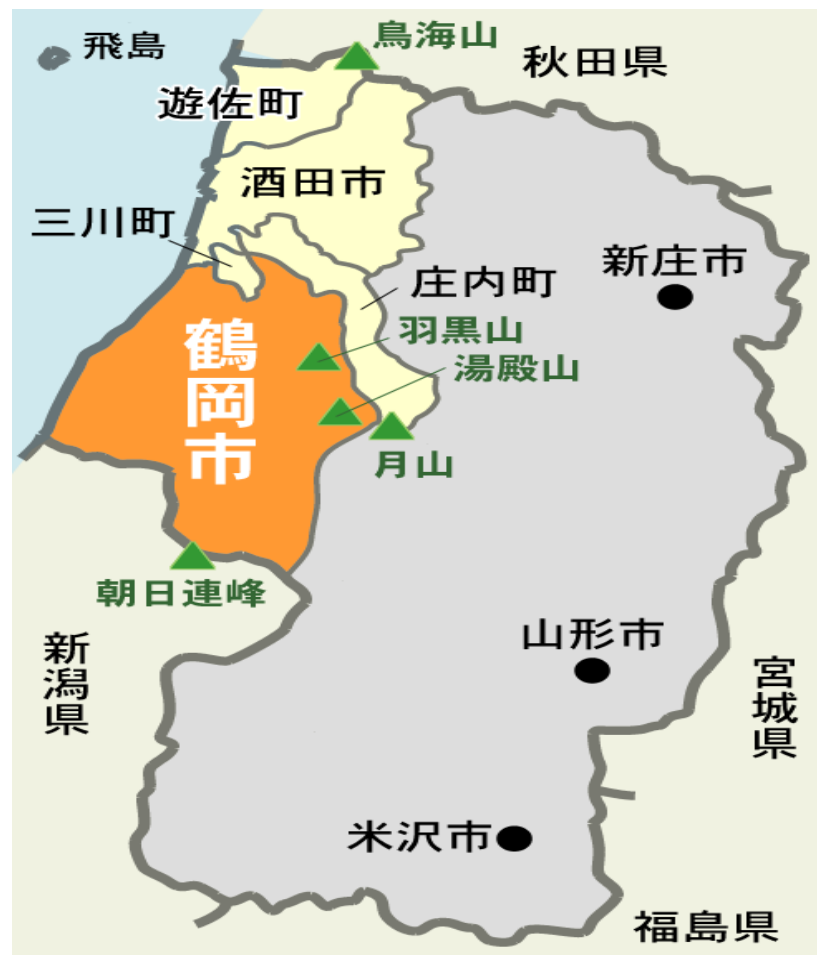 飛島
鳥海山
秋田県
遊佐町
酒田市
三川町
庄内町
新庄市
羽黒山
湯殿山
鶴岡市
月山
朝日連峰
新潟県
山形市
宮城県
米沢市
福島県